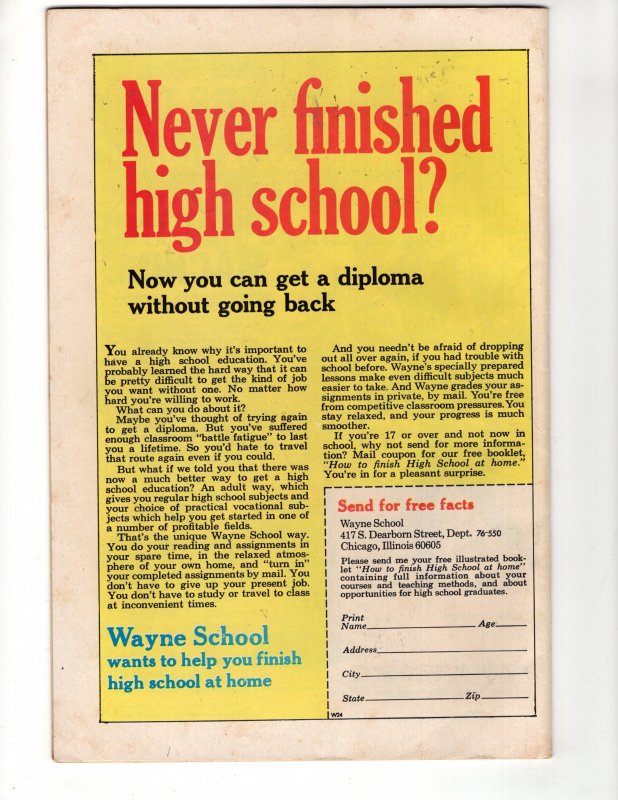 Never finished
high school?
Now you can get a diploma
without going back
You already know why it's important to
have a high school education. You've
probably learned the hard way that it can
be pretty difficult to get the kind of job
you want without one. No matter how
hard you're willing to work.
What can you do about it?
Maybe you've thought of trying again
to get a diploma. But you've suffered
enough classroom "battle fatigue" to last
you a lifetime. So you'd hate to travel
that route again even if you could.
But what if we told you that there was
now a much better way to get a high
school education? An adult way, which
gives you regular high school subjects and
your choice of practical vocational sub-
jects which help you get started in one of
a number of profitable fields.
That's the unique Wayne School way.
You do your reading and assignments in
your spare time, in the relaxed atmos-
phere of your own home, and "turn in"
your completed assignments by mail. You
don't have to give up your present job.
You don't have to study or travel to class
at inconvenient times.
Wayne School
wants to help you finish
high school at home
And you needn't be afraid of dropping
out all over again, if you had trouble with
school before. Wayne's specially prepared
lessons make even difficult subjects much
easier to take. And Wayne grades your as-
signments in private, by mail. You're free
from competitive classroom pressures. You
stay relaxed, and your progress is much
smoother.
If you're 17 or over and not now in
school, why not send for more informa-
tion? Mail coupon for our free booklet,
"How to finish High School at home."
You're in for a pleasant surprise.
Send for free facts
Wayne School
417 S. Dearborn Street, Dept. 76-550
Chicago, Illinois 60605
Please send me your free illustrated book-
let "How to finish High School at home"
containing full information about your
courses and teaching methods, and about
opportunities for high school graduates.
Print
Name Age
Address
City
State Zip
W24